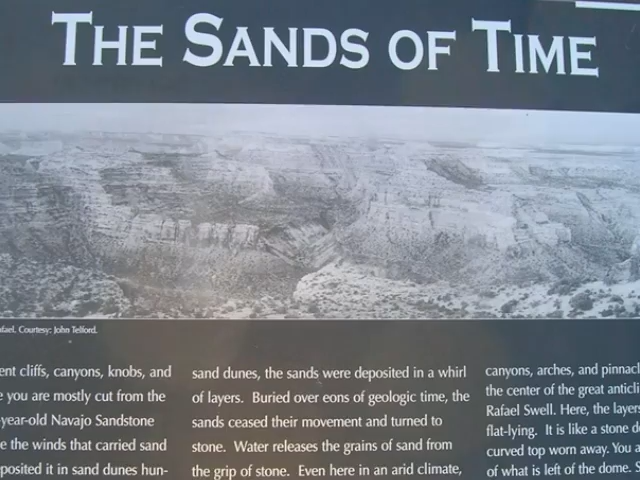 THE SANDS OF TIME
fael. Courtesy: John Telford.
ent cliffs, canyons, knobs, and
e you are mostly cut from the
-year-old Navajo Sandstone
e the winds that carried sand
posited it in sand dunes hun-
sand dunes, the sands were deposited in a whirl
of layers. Buried over eons of geologic time, the
sands ceased their movement and turned to
stone. Water releases the grains of sand from
the grip of stone. Even here in an arid climate,
canyons, arches, and pinnacl
the center of the great anticli
Rafael Swell. Here, the layers
flat-lying. It is like a stone do
curved top worn away. You a
of what is left of the dome. S